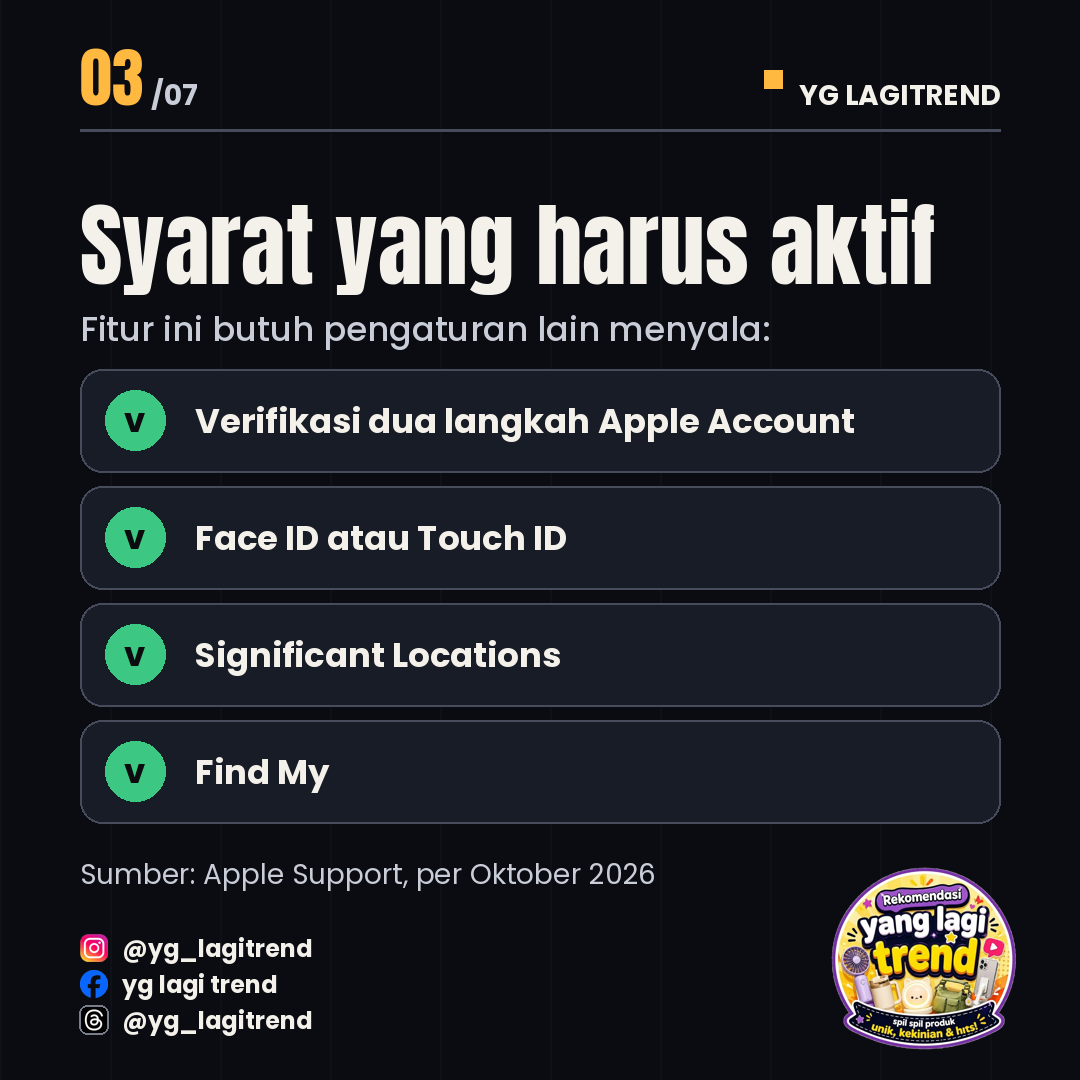 03 /07
YG LAGITREND
Syarat yang harus aktif
Fitur ini butuh pengaturan lain menyala:
v Verifikasi dua langkah Apple Account
v Face ID atau Touch ID
v Significant Locations
v Find My
Sumber: Apple Support, per Oktober 2026
@yg_lagitrend
yg lagi trend
@yg_lagitrend
Rekomendasi
yang lagi
trend
spil spil produk
unik, kekinian & hits!